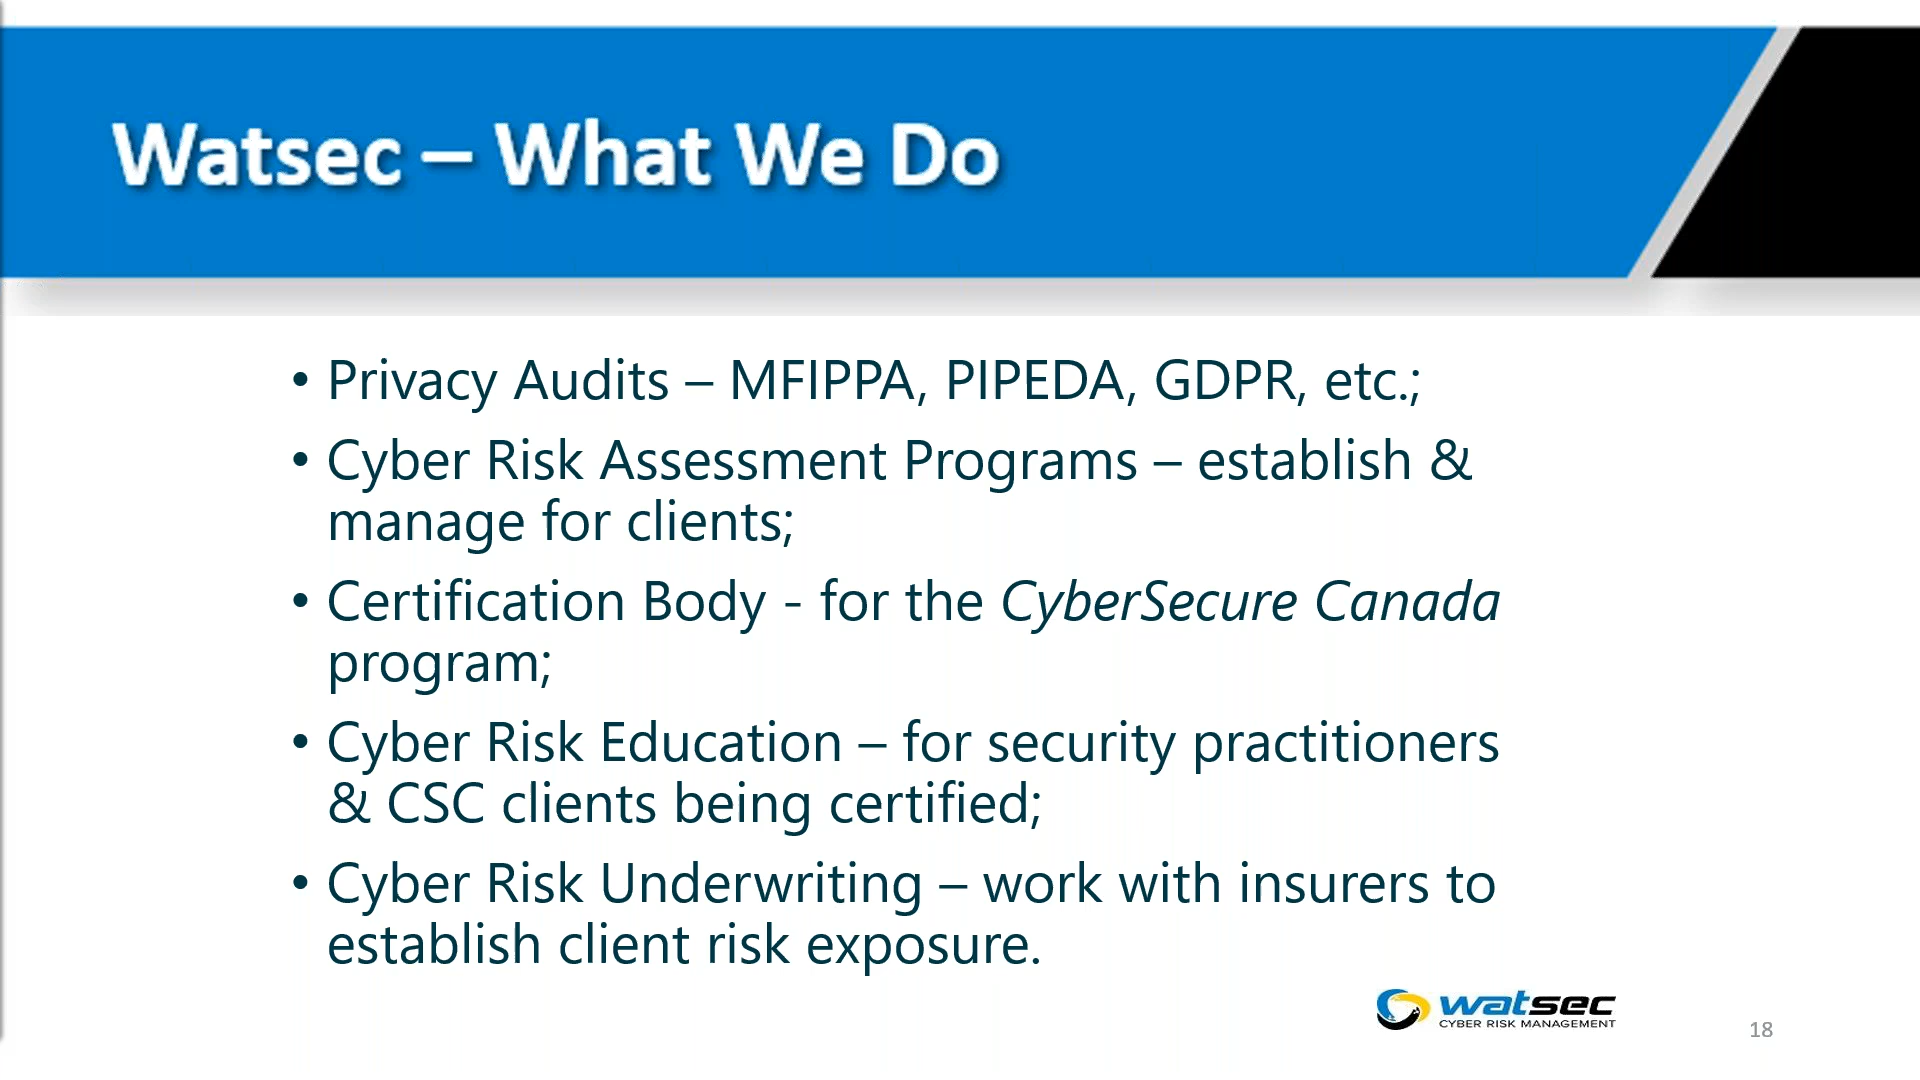 Watsec – What We Do
• Privacy Audits – MFIPPA, PIPEDA, GDPR, etc.;
• Cyber Risk Assessment Programs – establish &
manage for clients;
• Certification Body - for the CyberSecure Canada
program;
• Cyber Risk Education – for security practitioners
& CSC clients being certified;
• Cyber Risk Underwriting – work with insurers to
establish client risk exposure.
watsec
CYBER RISK MANAGEMENT
18